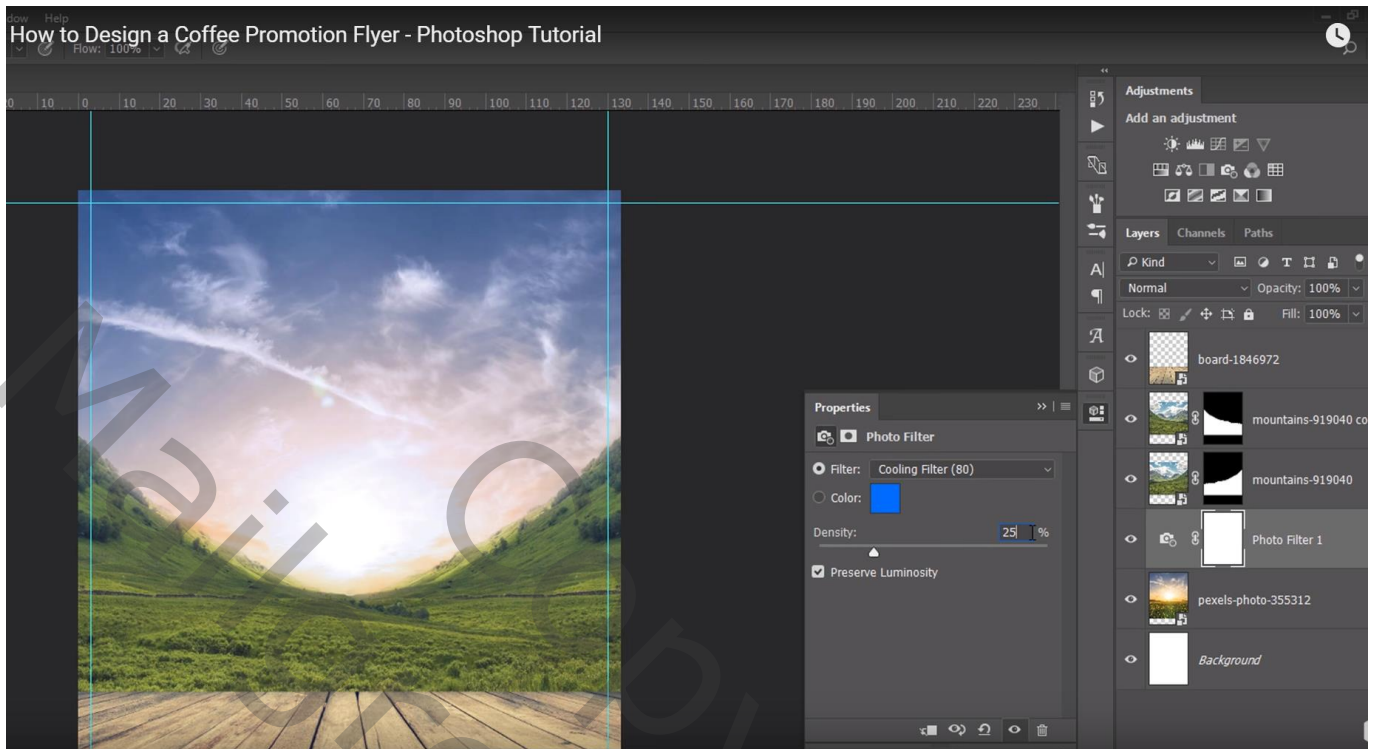 dow Help
How to Design a Coffee Promotion Flyer - Photoshop Tutorial
Flow: 100%
10 0 10 20 30 40 50 60 70 80 90 100 110 120 130 140 150 160 170 180 190 200 210 220 230
Adjustments
Add an adjustment
Layers Channels Paths
Kind
Normal Opacity: 100%
Lock: Fill: 100%
board-1846972
mountains-919040 co
mountains-919040
Photo Filter 1
pexels-photo-355312
Background
Properties
Photo Filter
Filter: Cooling Filter (80)
Color:
Density: 25 %
Preserve Luminosity